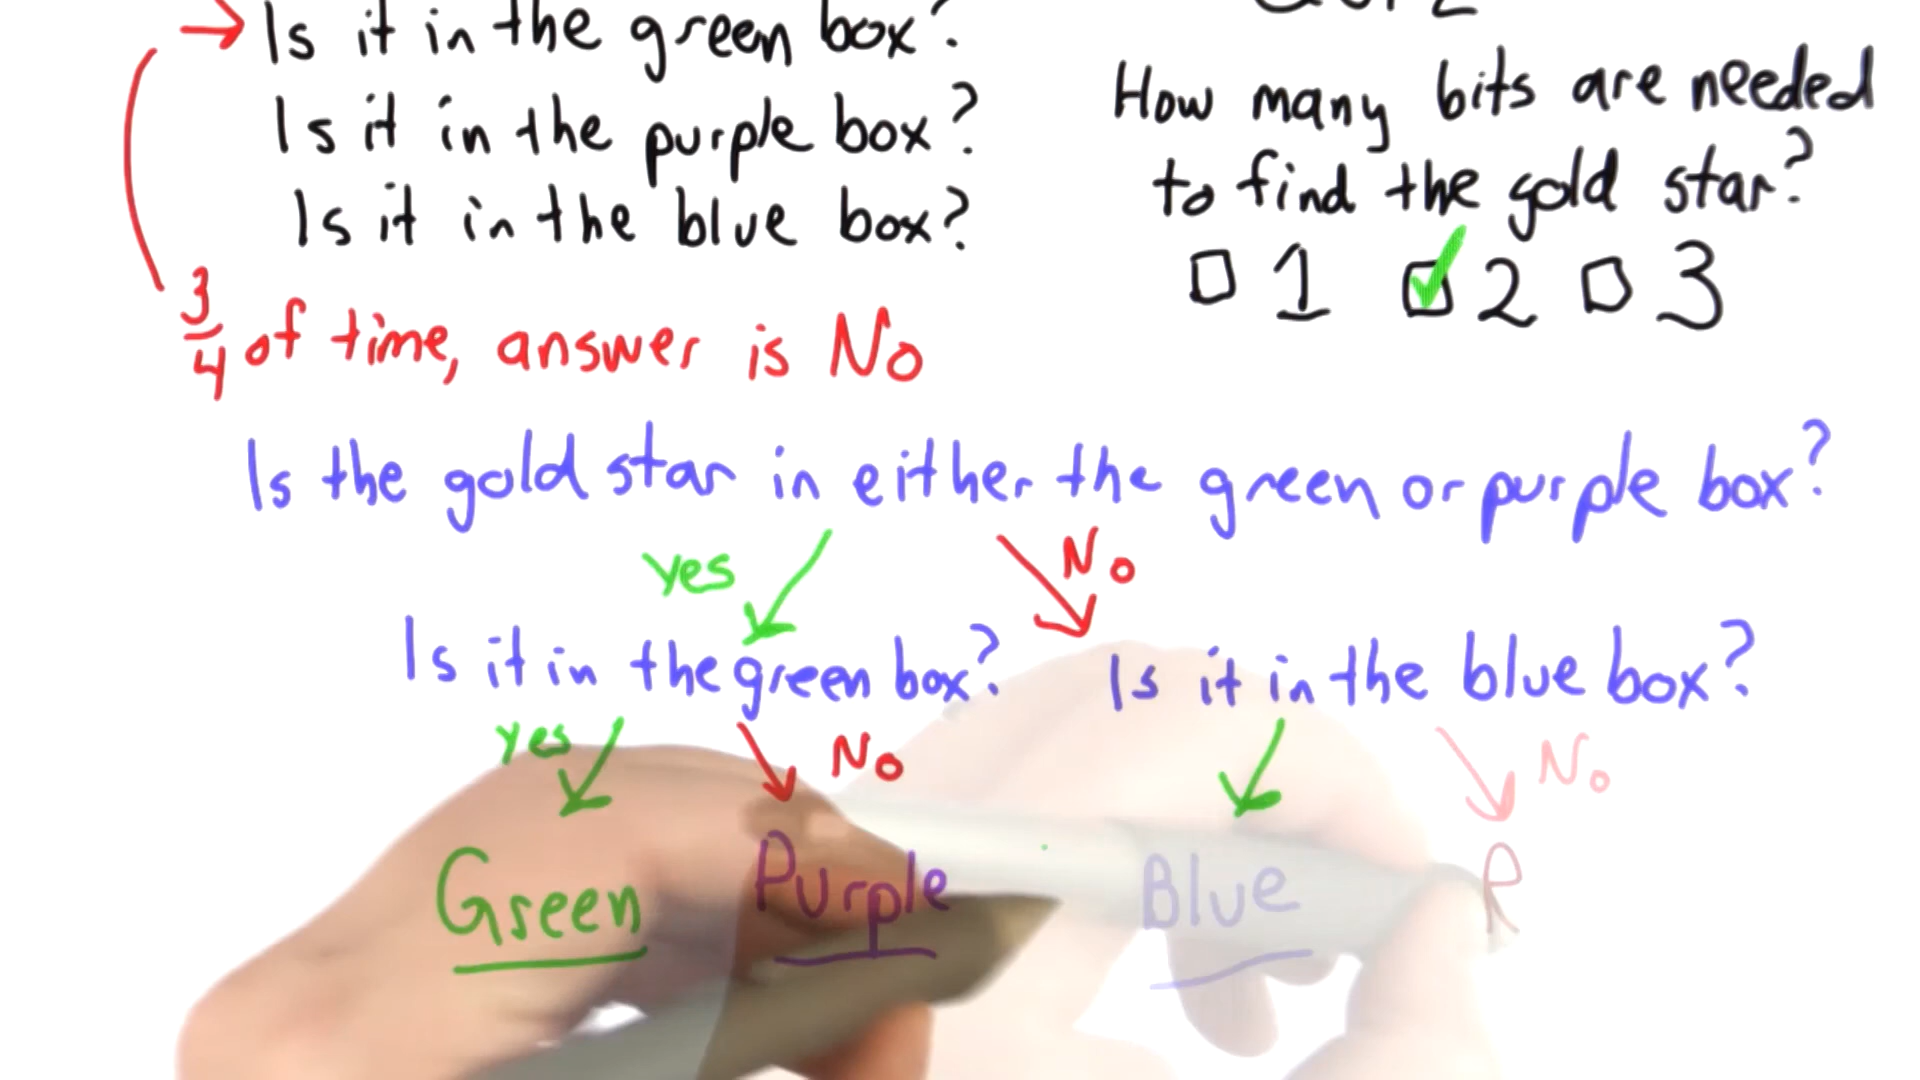 Is it in the green box?
Is it in the purple box?
Is it in the blue box?
3/4 of time, answer is No
How many bits are needed
to find the gold star?
1 2 3
Is the gold star in either the green or purple box?
yes No
Is it in the green box? Is it in the blue box?
yes No No
Green Purple Blue R